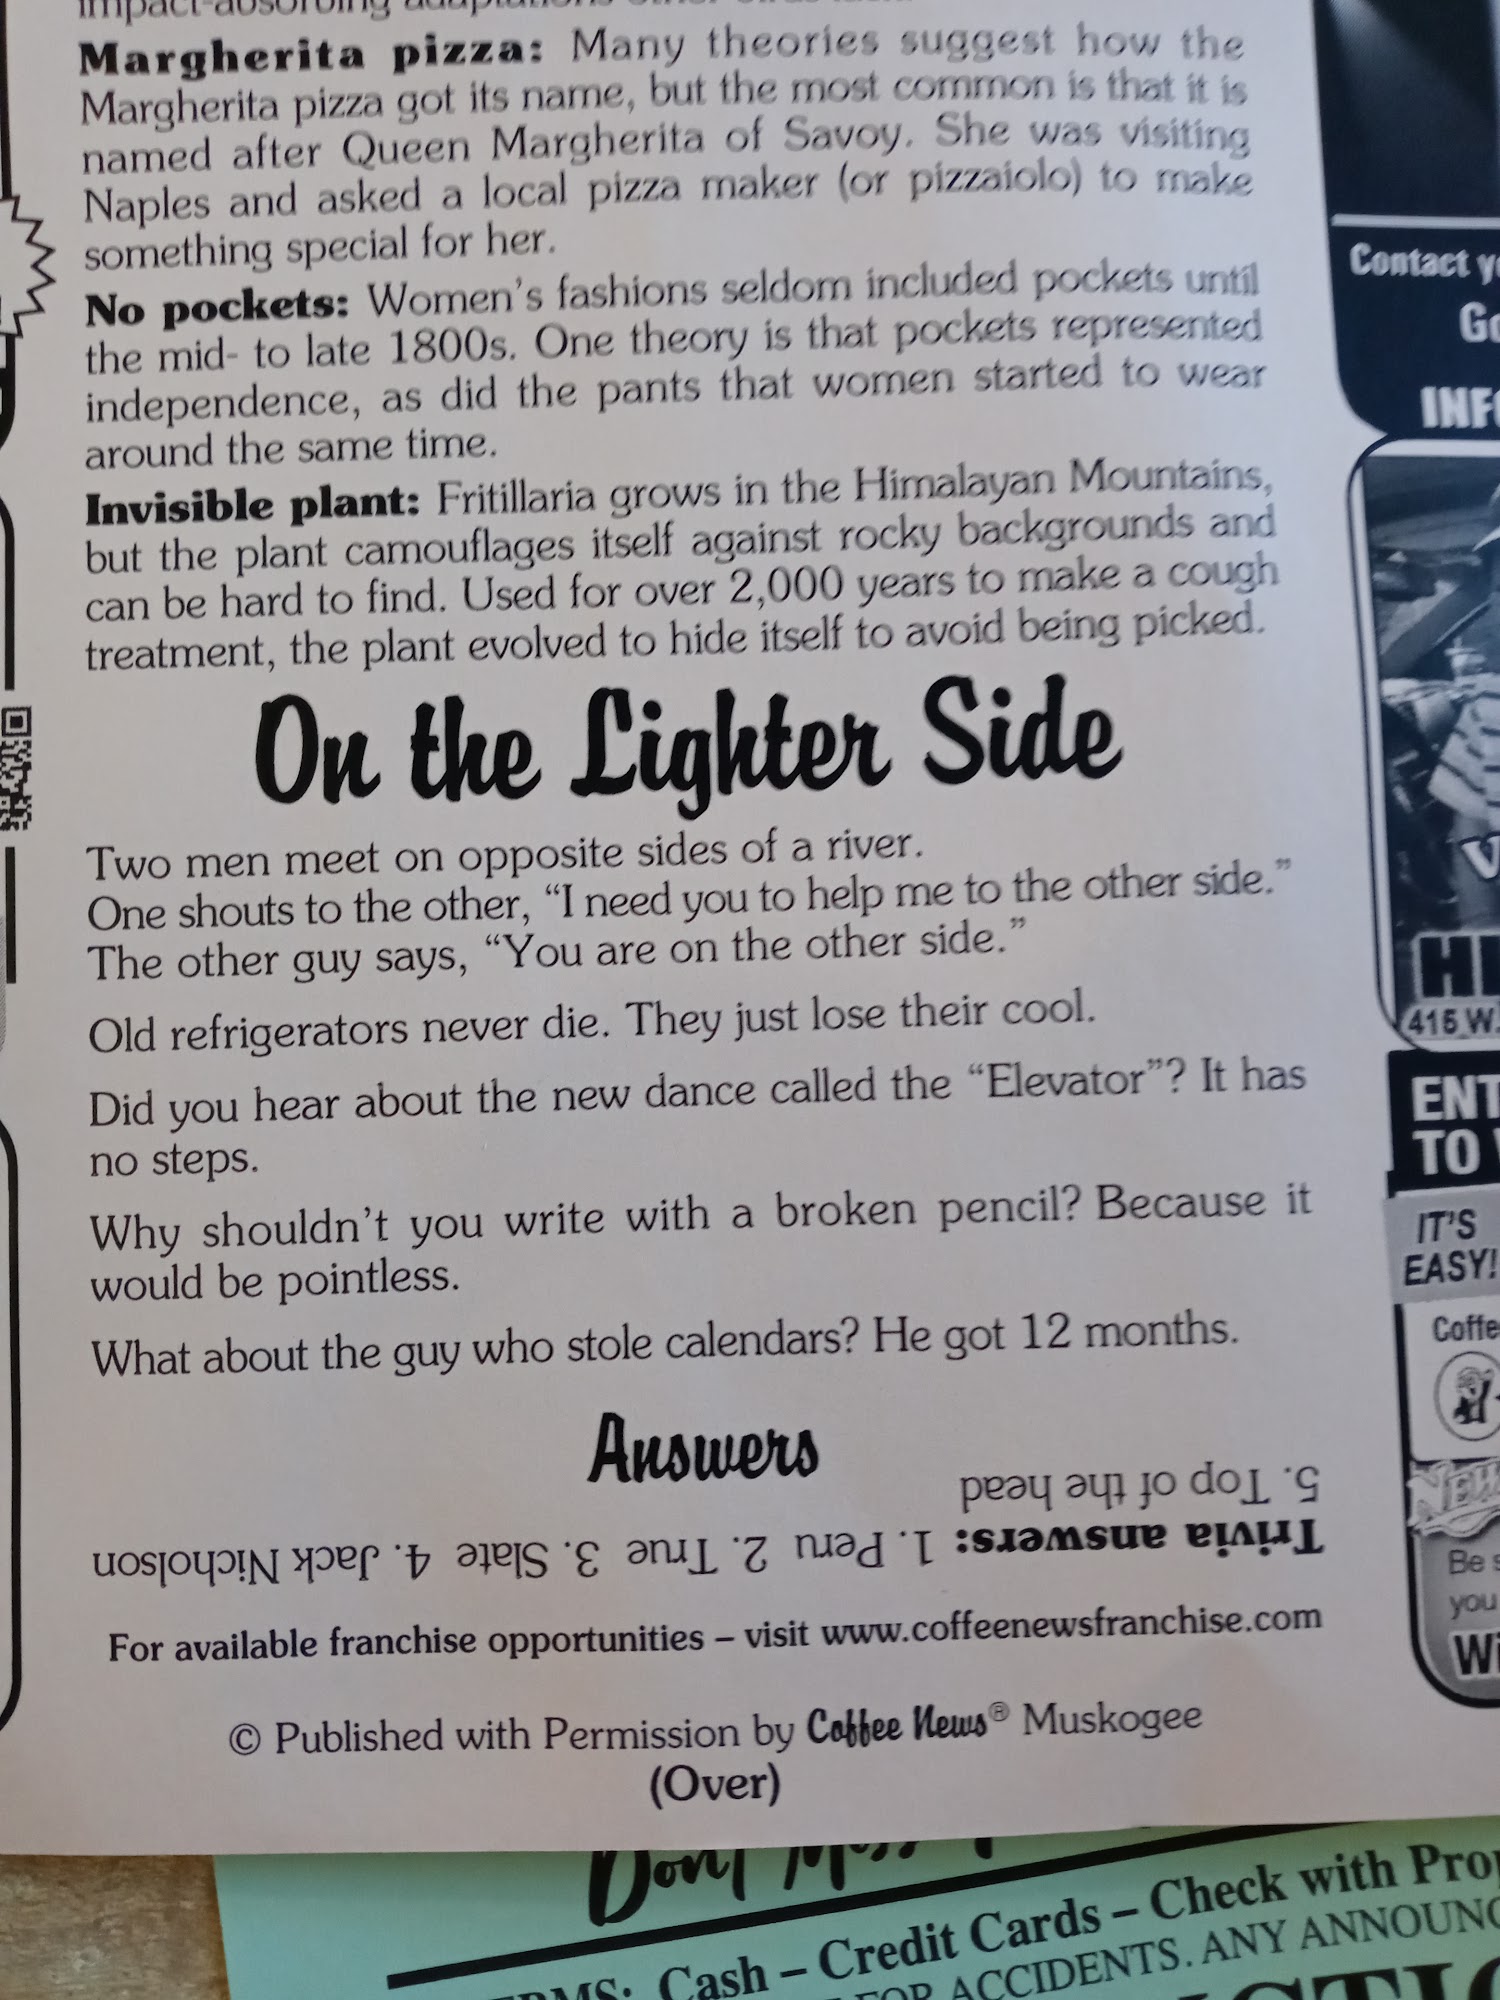 Margherita pizza: Many theories suggest how the
Margherita pizza got its name, but the most common is that it is
named after Queen Margherita of Savoy. She was visiting
Naples and asked a local pizza maker (or pizzaiolo) to make
something special for her.
No pockets: Women's fashions seldom included pockets until
the mid- to late 1800s. One theory is that pockets represented
independence, as did the pants that women started to wear
around the same time.
Invisible plant: Fritillaria grows in the Himalayan Mountains,
but the plant camouflages itself against rocky backgrounds and
can be hard to find. Used for over 2,000 years to make a cough
treatment, the plant evolved to hide itself to avoid being picked.
On the Lighter Side
Two men meet on opposite sides of a river.
One shouts to the other, “I need you to help me to the other side.”
The other guy says, “You are on the other side.”
Old refrigerators never die. They just lose their cool.
Did you hear about the new dance called the “Elevator”? It has
no steps.
Why shouldn't you write with a broken pencil? Because it
would be pointless.
What about the guy who stole calendars? He got 12 months.
Answers
Trivia answers: 1. Peru 2. True 3. Slate 4. Jack Nicholson
5. Top of the head
For available franchise opportunities – visit www.coffeenewsfranchise.com
© Published with Permission by Coffee News® Muskogee
(Over)
Contact
INF
415 W.
ENT
TO
IT'S
EASY!
Coffe
NEW
Be
you
Wi
Don't Miss
Cash – Credit Cards – Check with Pro
FOR ACCIDENTS. ANY ANNOUNC